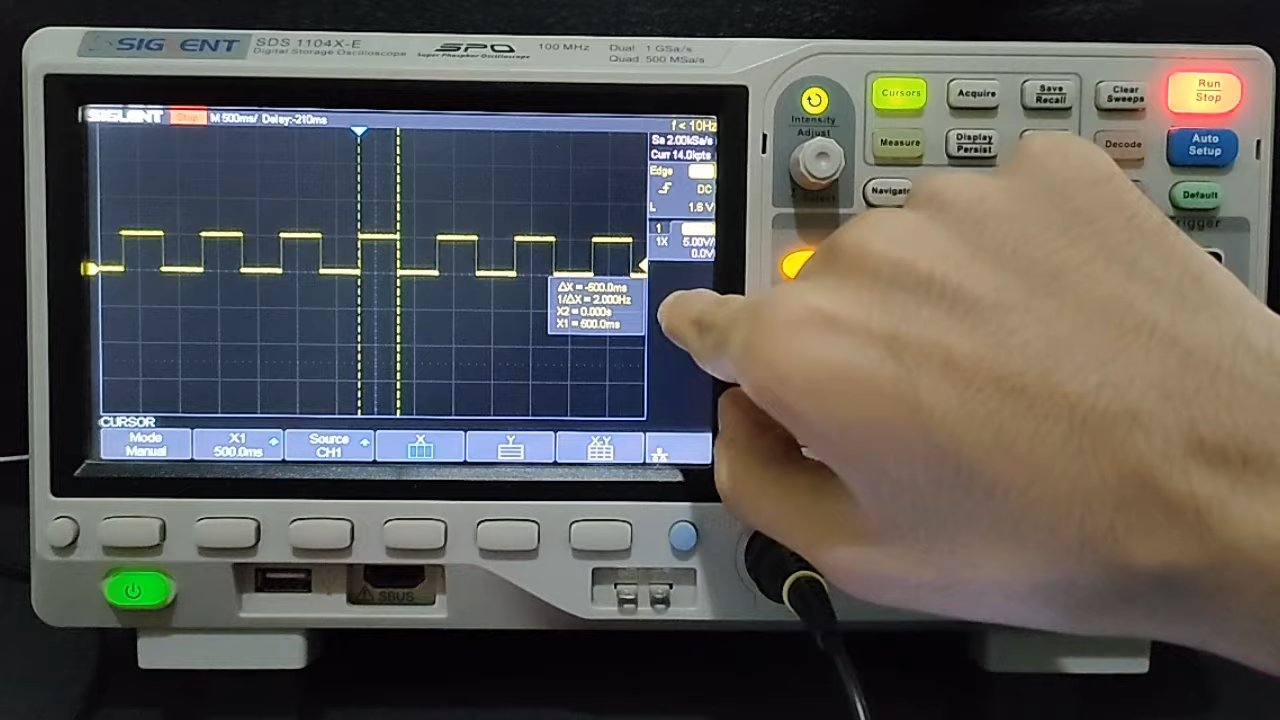 SIGLENT SDS 1104X-E
Digital Storage Oscilloscope
SPO
Super Phosphor Oscilloscope
100 MHz
Dual 1 GSa/s
Quad 500 MSa/s
SIGLENT Stop M 500ms/ Delay:-210ms
f < 10Hz
Sa 2.00kSa/s
Curr 14.0kpts
Edge
DC
L 1.6 V
1
1X 5.00V/
0.0V
ΔX = -500.0ms
1/ΔX = 2.000Hz
X2 = 0.000s
X1 = 500.0ms
CURSOR
Mode
Manual
X1
500.0ms
Source
CH1
X
Y
X-Y
Intensity
Adjust
Cursors
Acquire
Save
Recall
Clear
Sweeps
Run
Stop
Measure
Display
Persist
Decode
Auto
Setup
Navigate
Default
Trigger
SBUS